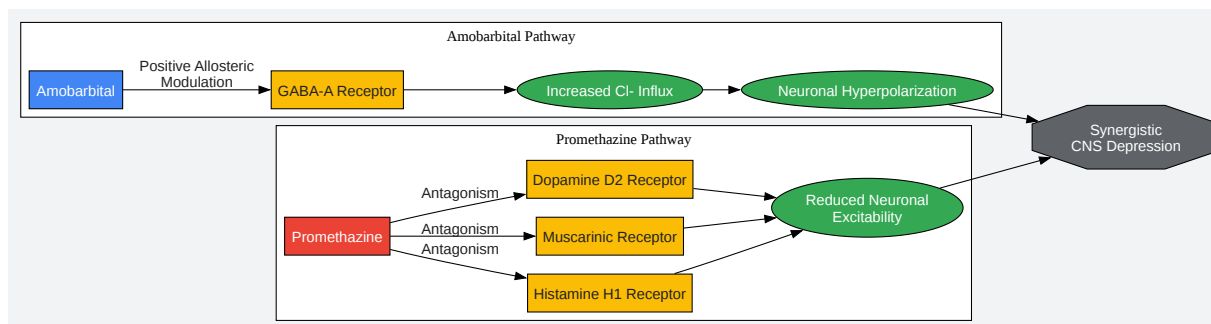 Amobarbital Pathway
Positive Allosteric
Modulation
Amobarbital
GABA-A Receptor
Increased Cl- Influx
Neuronal Hyperpolarization
Synergistic
CNS Depression
Promethazine Pathway
Dopamine D2 Receptor
Antagonism
Reduced Neuronal
Excitability
Promethazine
Antagonism
Muscarinic Receptor
Antagonism
Histamine H1 Receptor